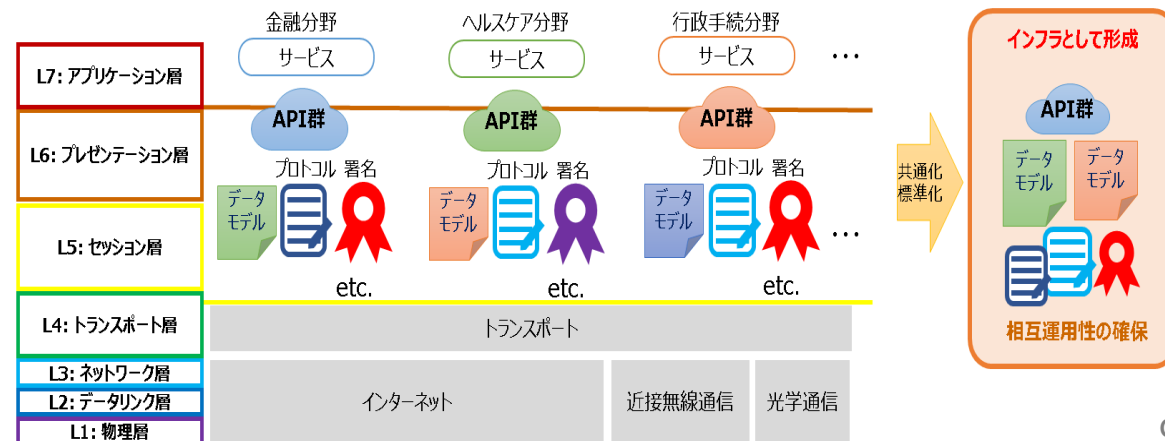 金融分野
ヘルスケア分野
行政手続分野
サービス
サービス
サービス
…
L7: アプリケーション層
API群
API群
API群
L6: プレゼンテーション層
プロトコル 署名
プロトコル 署名
プロトコル 署名
データ
モデル
データ
モデル
データ
モデル
…
L5: セッション層
etc.
etc.
etc.
L4: トランスポート層
トランスポート
L3: ネットワーク層
L2: データリンク層
L1: 物理層
インターネット
近接無線通信
光学通信
共通化
標準化
インフラとして形成
API群
データ
モデル
データ
モデル
相互運用性の確保